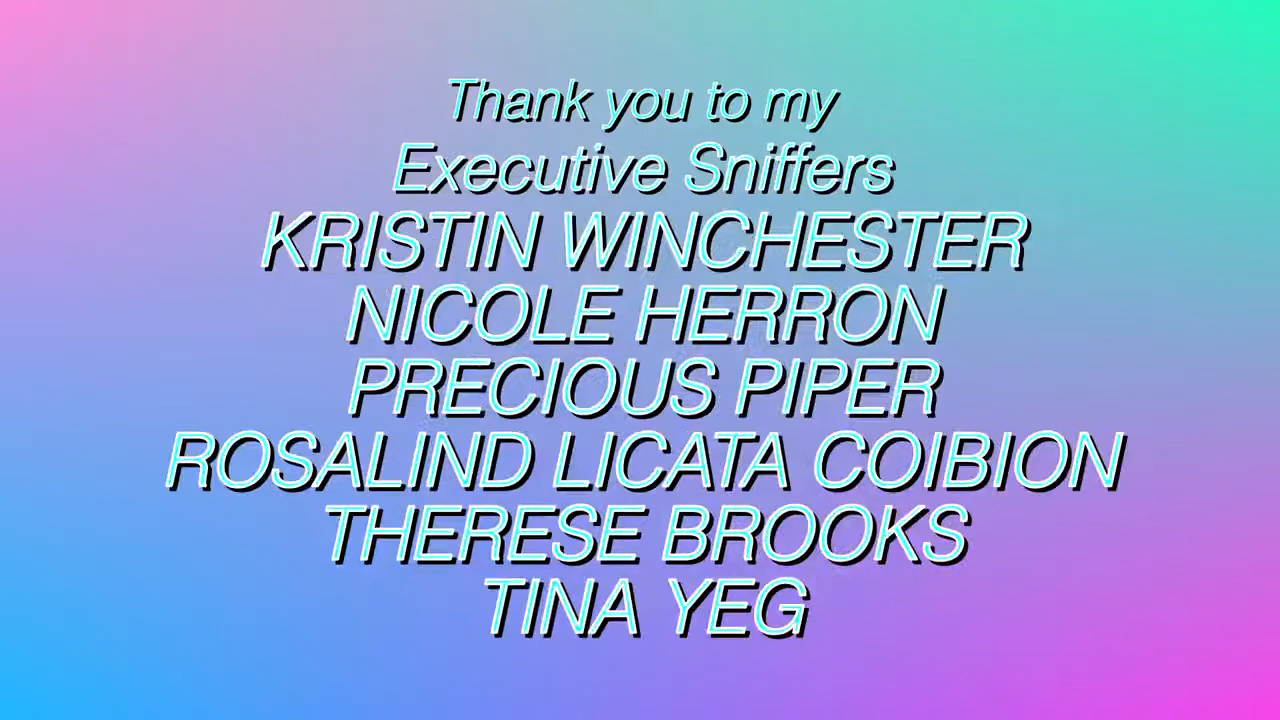 Thank you to my
Executive Sniffers
KRISTIN WINCHESTER
NICOLE HERRON
PRECIOUS PIPER
ROSALIND LICATA COIBION
THERESE BROOKS
TINA YEG